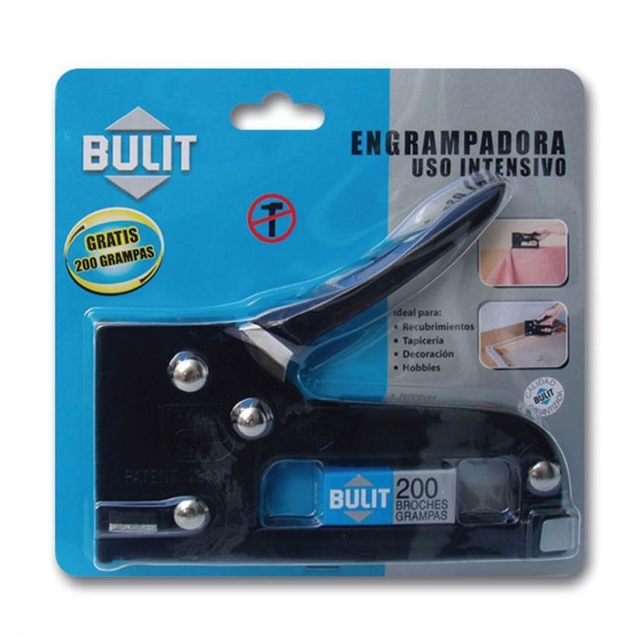 BULIT
ENGRAMPADORA
USO INTENSIVO
GRATIS
200 GRAMPAS
Ideal para:
• Recubrimientos
• Tapicería
• Decoración
• Hobbies
CALIDAD
BULIT
BULIT
200
BROCHES
GRAMPAS
PATENT